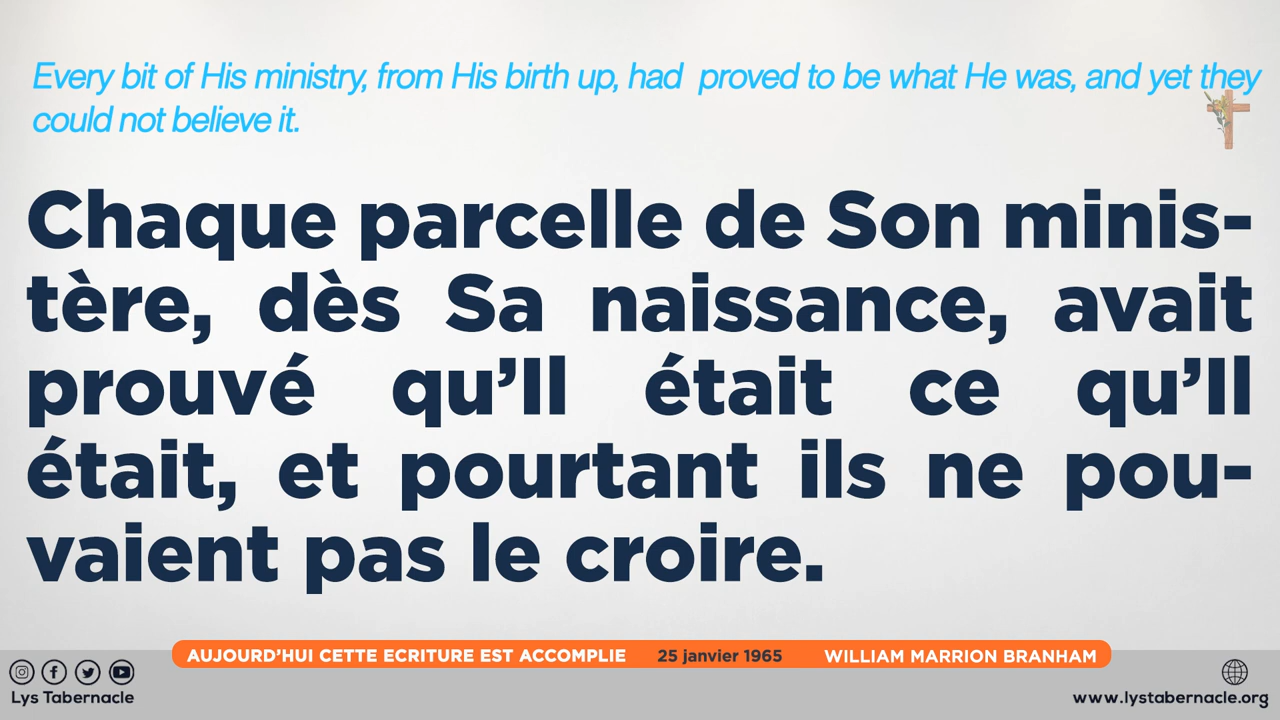 Every bit of His ministry, from His birth up, had proved to be what He was, and yet they
could not believe it.
Chaque parcelle de Son minis-
tère, dès Sa naissance, avait
prouvé qu’Il était ce qu’Il
était, et pourtant ils ne pou-
vaient pas le croire.
AUJOURD’HUI CETTE ECRITURE EST ACCOMPLIE 25 janvier 1965 WILLIAM MARRION BRANHAM
Lys Tabernacle
www.lystabernacle.org